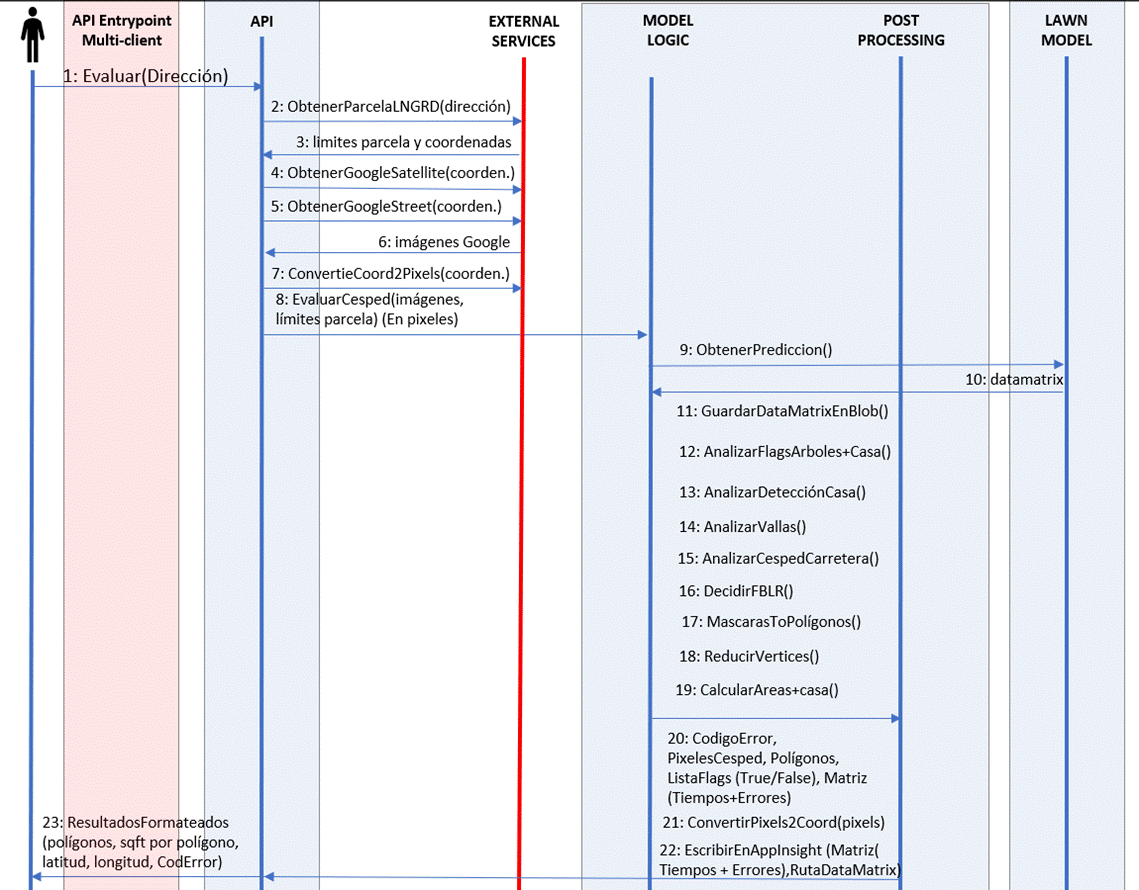 API Entrypoint
Multi-client
API
EXTERNAL
SERVICES
MODEL
LOGIC
POST
PROCESSING
LAWN
MODEL
1: Evaluar(Dirección)
2: ObtenerParcelaLNGRD(dirección)
3: limites parcela y coordenadas
4: ObtenerGoogleSatellite(coorden.)
5: ObtenerGoogleStreet(coorden.)
6: imágenes Google
7: ConvertieCoord2Pixels(coorden.)
8: EvaluarCesped(imágenes,
límites parcela) (En pixeles)
9: ObtenerPrediccion()
10: datamatrix
11: GuardarDataMatrixEnBlob()
12: AnalizarFlagsArboles+Casa()
13: AnalizarDetecciónCasa()
14: AnalizarVallas()
15: AnalizarCespedCarretera()
16: DecidirFBLR()
17: MascarasToPolígonos()
18: ReducirVertices()
19: CalcularAreas+casa()
20: CodigoError,
PixelesCesped, Polígonos,
ListaFlags (True/False), Matriz
(Tiempos+Errores)
21: ConvertirPixels2Coord(pixels)
22: EscribirEnAppInsight (Matriz(
Tiempos + Errores),RutaDataMatrix)
23: ResultadosFormateados
(polígonos, sqft por polígono,
latitud, longitud, CodError)